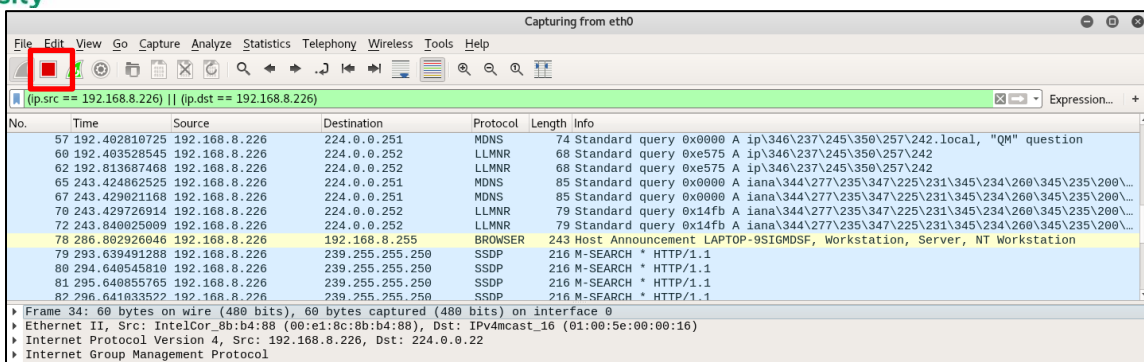 Capturing from eth0
File Edit View Go Capture Analyze Statistics Telephony Wireless Tools Help
(ip.src == 192.168.8.226) || (ip.dst == 192.168.8.226) Expression... +
No. Time Source Destination Protocol Length Info
57 192.402810725 192.168.8.226 224.0.0.251 MDNS 74 Standard query 0x0000 A ip\346\237\245\350\257\242.local, "QM" question
60 192.403528545 192.168.8.226 224.0.0.252 LLMNR 68 Standard query 0xe575 A ip\346\237\245\350\257\242
62 192.813687468 192.168.8.226 224.0.0.252 LLMNR 68 Standard query 0xe575 A ip\346\237\245\350\257\242
65 243.424862525 192.168.8.226 224.0.0.251 MDNS 85 Standard query 0x0000 A iana\344\277\235\347\225\231\345\234\260\345\235\200\…
67 243.429021168 192.168.8.226 224.0.0.251 MDNS 85 Standard query 0x0000 A iana\344\277\235\347\225\231\345\234\260\345\235\200\…
70 243.429726914 192.168.8.226 224.0.0.252 LLMNR 79 Standard query 0x14fb A iana\344\277\235\347\225\231\345\234\260\345\235\200\…
72 243.840025009 192.168.8.226 224.0.0.252 LLMNR 79 Standard query 0x14fb A iana\344\277\235\347\225\231\345\234\260\345\235\200\…
78 286.802926046 192.168.8.226 192.168.8.255 BROWSER 243 Host Announcement LAPTOP-9SIGMDSF, Workstation, Server, NT Workstation
79 293.639491288 192.168.8.226 239.255.255.250 SSDP 216 M-SEARCH * HTTP/1.1
80 294.640545810 192.168.8.226 239.255.255.250 SSDP 216 M-SEARCH * HTTP/1.1
81 295.640855765 192.168.8.226 239.255.255.250 SSDP 216 M-SEARCH * HTTP/1.1
82 296.641033522 192.168.8.226 239.255.255.250 SSDP 216 M-SEARCH * HTTP/1.1
Frame 34: 60 bytes on wire (480 bits), 60 bytes captured (480 bits) on interface 0
Ethernet II, Src: IntelCor_8b:b4:88 (00:e1:8c:8b:b4:88), Dst: IPv4mcast_16 (01:00:5e:00:00:16)
Internet Protocol Version 4, Src: 192.168.8.226, Dst: 224.0.0.22
Internet Group Management Protocol